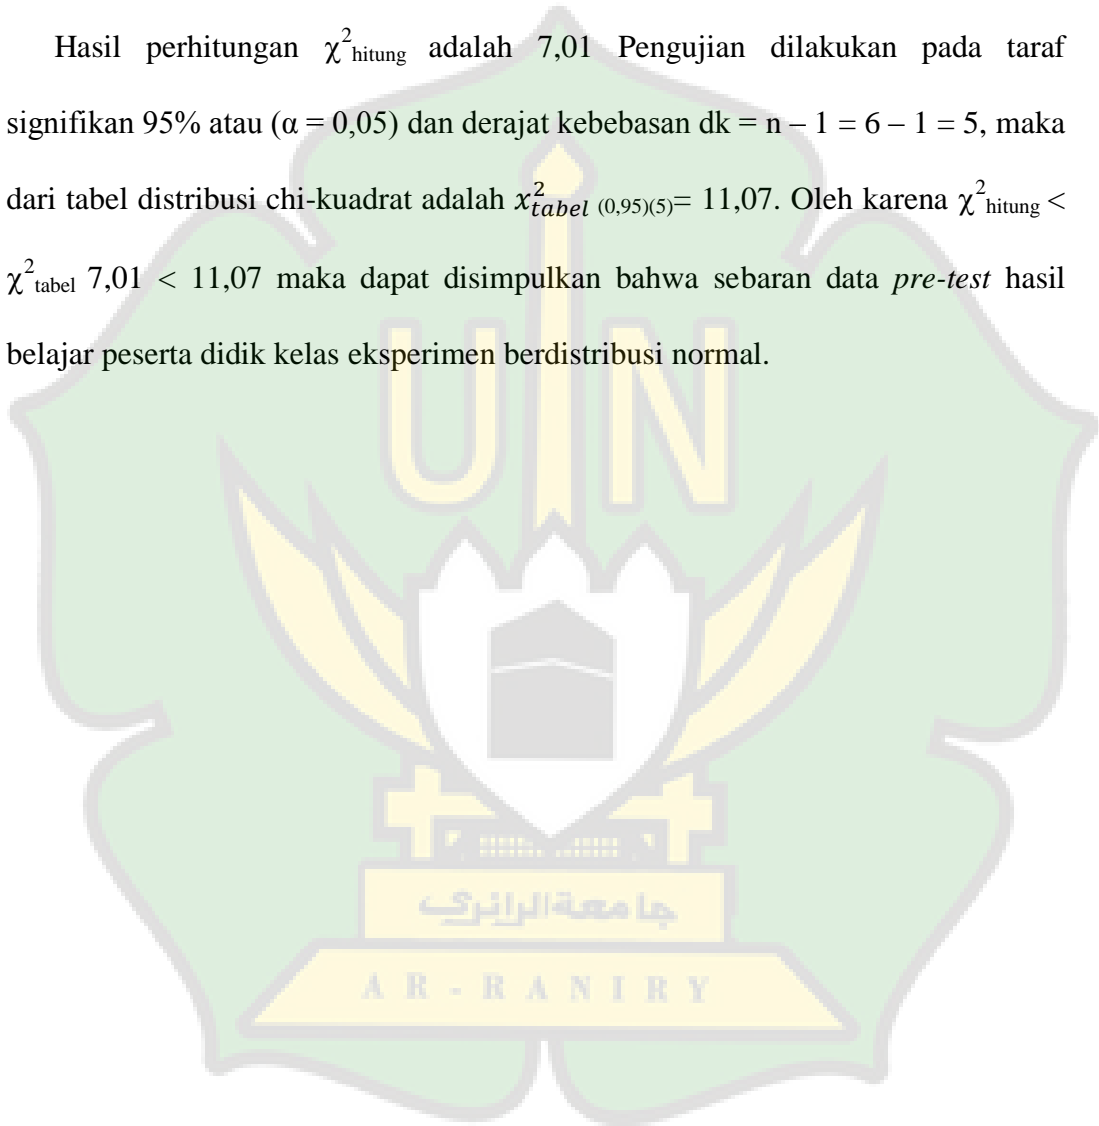 Hasil perhitungan χ²hitung adalah 7,01 Pengujian dilakukan pada taraf
signifikan 95% atau (α = 0,05) dan derajat kebebasan dk = n – 1 = 6 – 1 = 5, maka
dari tabel distribusi chi-kuadrat adalah x²tabel (0,95)(5)= 11,07. Oleh karena χ²hitung <
χ²tabel 7,01 < 11,07 maka dapat disimpulkan bahwa sebaran data pre-test hasil
belajar peserta didik kelas eksperimen berdistribusi normal.
UIN
جامعةالرانري
AR-RANIRY